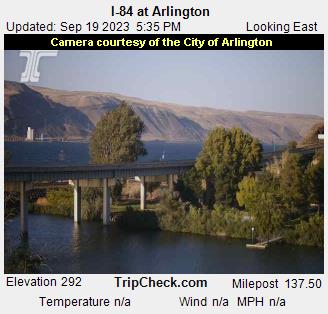 I-84 at Arlington
Updated: Sep 19 2023 5:35 PM Looking East
Camera courtesy of the City of Arlington
Elevation 292 TripCheck.com Milepost 137.50
Temperature n/a Wind n/a MPH n/a